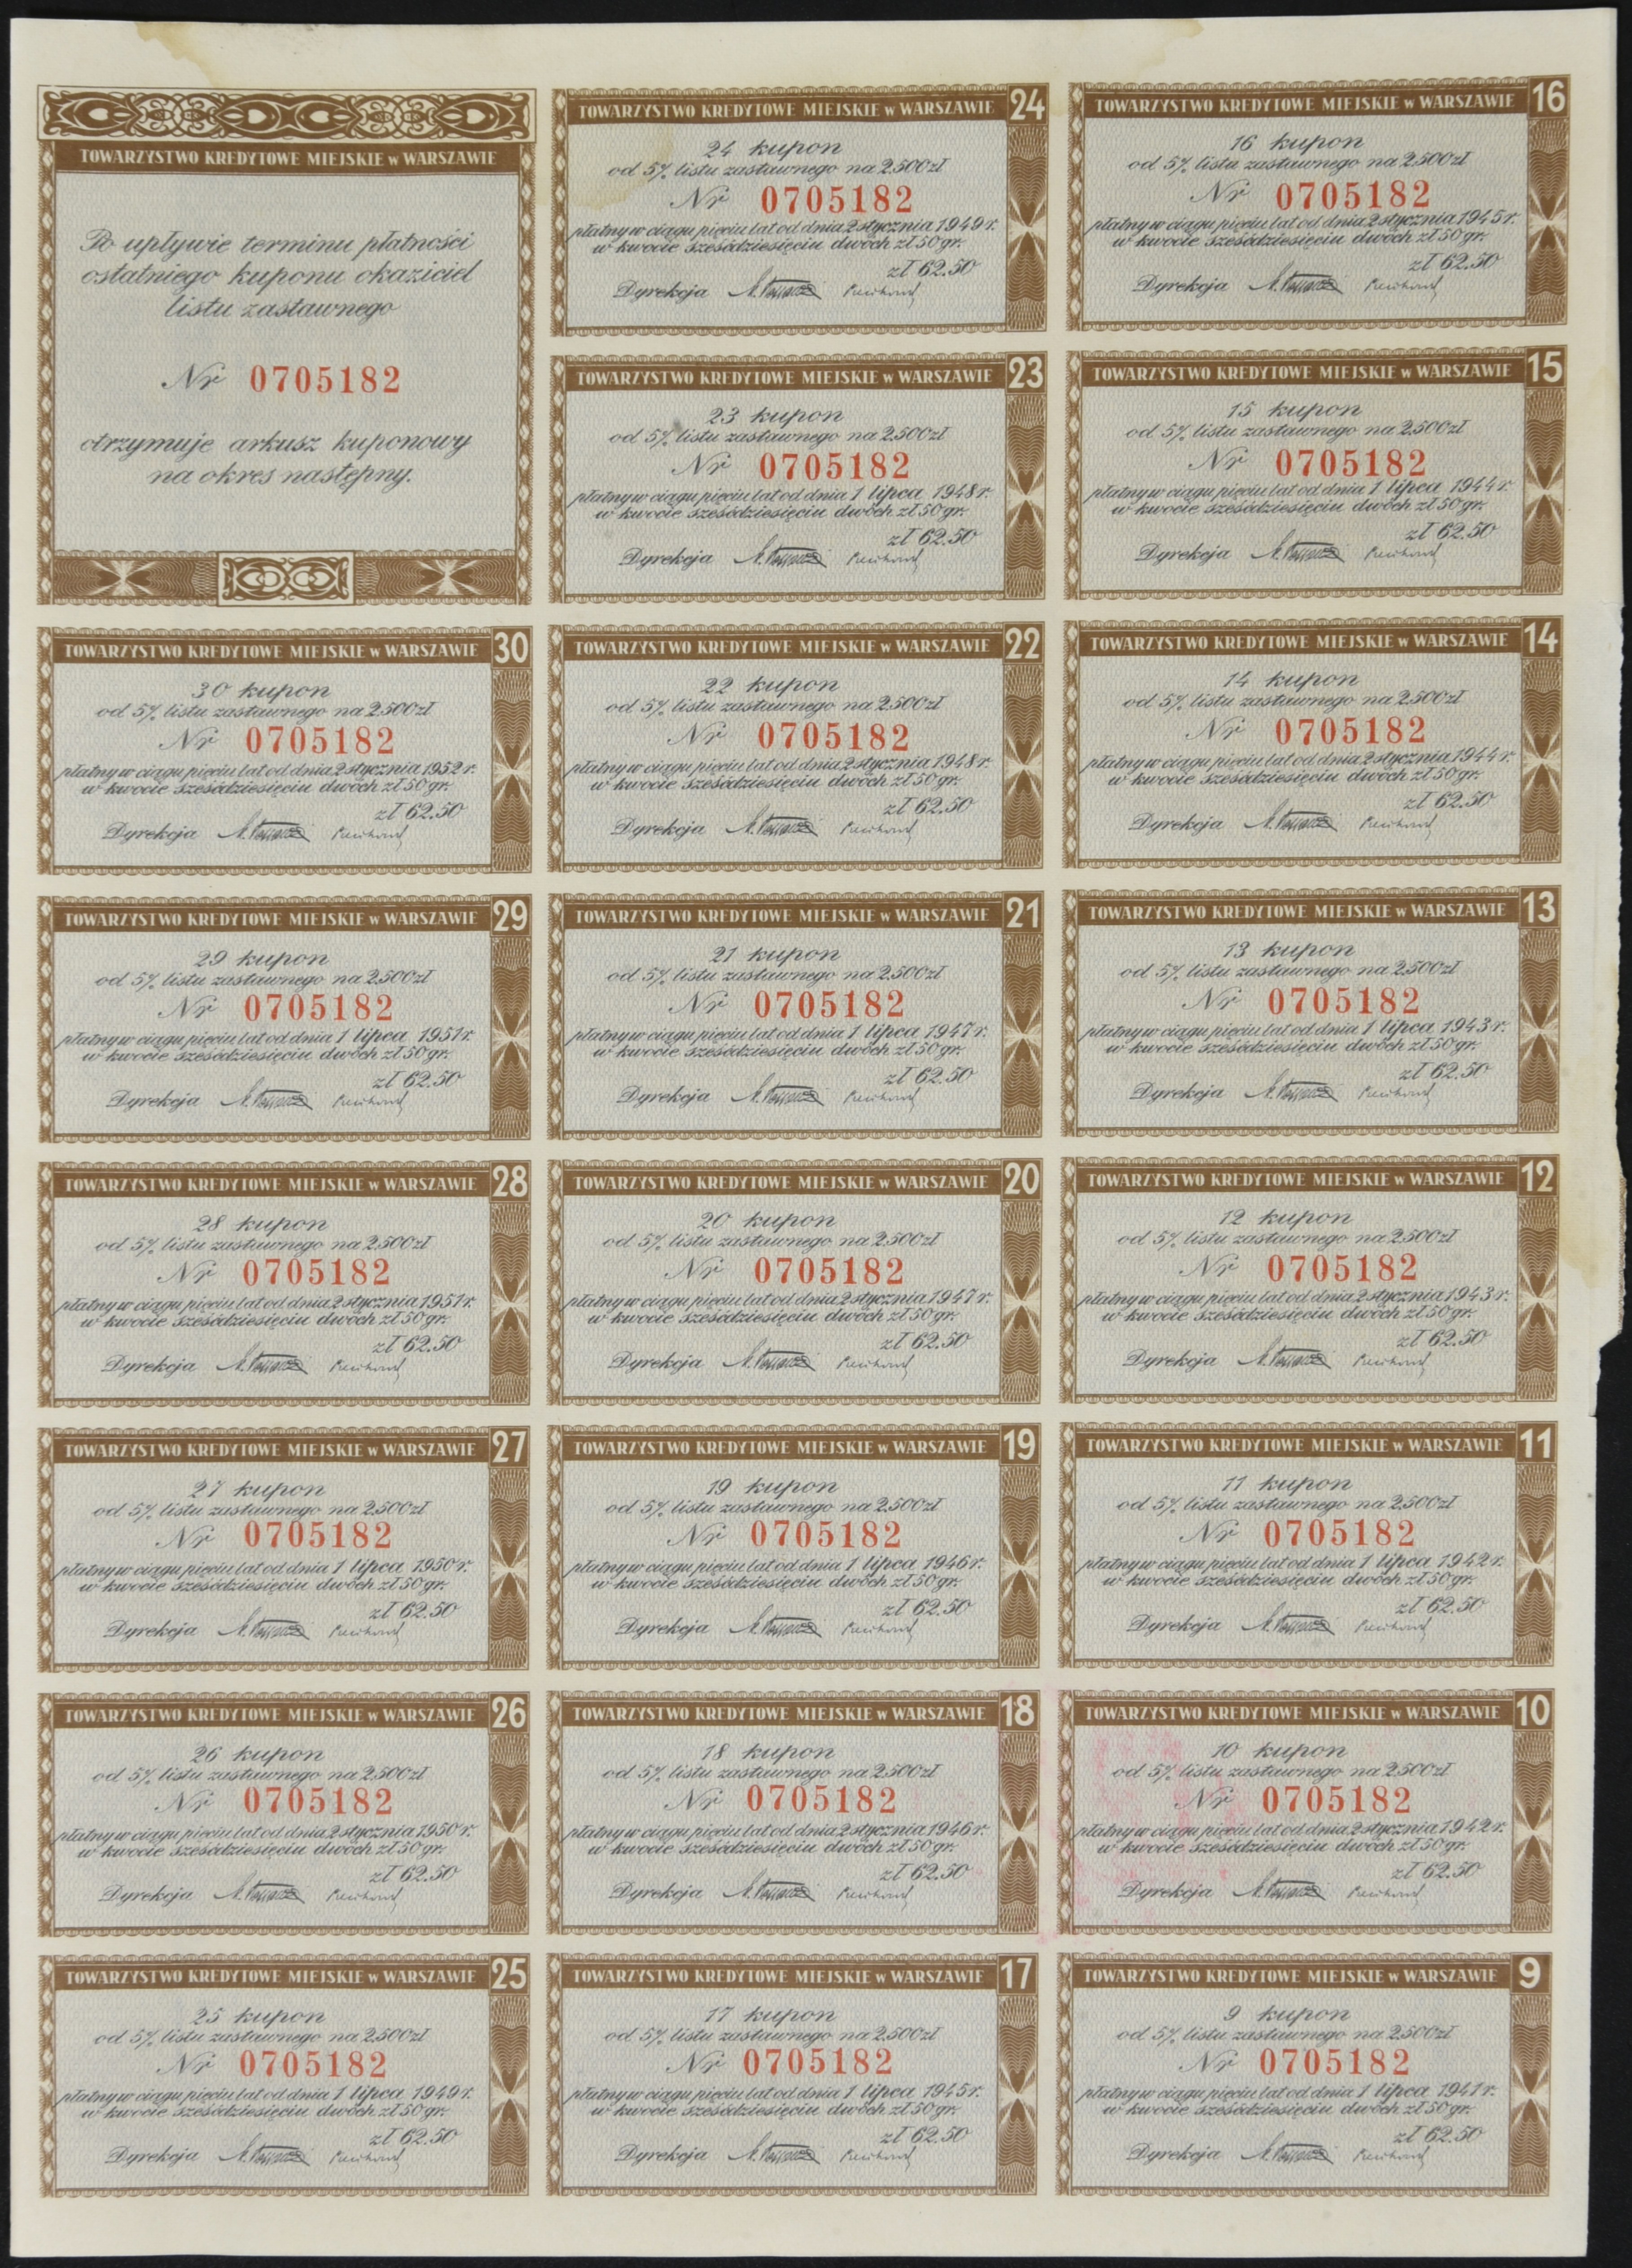 TOWARZYSTWO KREDYTOWE MIEJSKIE w WARSZAWIE
Po upływie terminu płatności
ostatniego kuponu okaziciel
listu zastawnego
Nr 0705182
otrzymuje arkusz kuponowy
na okres następny.
TOWARZYSTWO KREDYTOWE MIEJSKIE w WARSZAWIE 30
30 kupon
od 5% listu zastawnego na 2.500 zł
Nr 0705182
płatny w ciągu pięciu lat od dnia 2 stycznia 1952 r.
w kwocie sześćdziesięciu dwóch zł 50 gr.
zł 62.50
Dyrekcja
TOWARZYSTWO KREDYTOWE MIEJSKIE w WARSZAWIE 29
29 kupon
od 5% listu zastawnego na 2.500 zł
Nr 0705182
płatny w ciągu pięciu lat od dnia 1 lipca 1951 r.
w kwocie sześćdziesięciu dwóch zł 50 gr.
zł 62.50
Dyrekcja
TOWARZYSTWO KREDYTOWE MIEJSKIE w WARSZAWIE 28
28 kupon
od 5% listu zastawnego na 2.500 zł
Nr 0705182
płatny w ciągu pięciu lat od dnia 2 stycznia 1951 r.
w kwocie sześćdziesięciu dwóch zł 50 gr.
zł 62.50
Dyrekcja
TOWARZYSTWO KREDYTOWE MIEJSKIE w WARSZAWIE 27
27 kupon
od 5% listu zastawnego na 2.500 zł
Nr 0705182
płatny w ciągu pięciu lat od dnia 1 lipca 1950 r.
w kwocie sześćdziesięciu dwóch zł 50 gr.
zł 62.50
Dyrekcja
TOWARZYSTWO KREDYTOWE MIEJSKIE w WARSZAWIE 26
26 kupon
od 5% listu zastawnego na 2.500 zł
Nr 0705182
płatny w ciągu pięciu lat od dnia 2 stycznia 1950 r.
w kwocie sześćdziesięciu dwóch zł 50 gr.
zł 62.50
Dyrekcja
TOWARZYSTWO KREDYTOWE MIEJSKIE w WARSZAWIE 25
25 kupon
od 5% listu zastawnego na 2.500 zł
Nr 0705182
płatny w ciągu pięciu lat od dnia 1 lipca 1949 r.
w kwocie sześćdziesięciu dwóch zł 50 gr.
zł 62.50
Dyrekcja
TOWARZYSTWO KREDYTOWE MIEJSKIE w WARSZAWIE 24
24 kupon
od 5% listu zastawnego na 2.500 zł
Nr 0705182
płatny w ciągu pięciu lat od dnia 2 stycznia 1949 r.
w kwocie sześćdziesięciu dwóch zł 50 gr.
zł 62.50
Dyrekcja
TOWARZYSTWO KREDYTOWE MIEJSKIE w WARSZAWIE 23
23 kupon
od 5% listu zastawnego na 2.500 zł
Nr 0705182
płatny w ciągu pięciu lat od dnia 1 lipca 1948 r.
w kwocie sześćdziesięciu dwóch zł 50 gr.
zł 62.50
Dyrekcja
TOWARZYSTWO KREDYTOWE MIEJSKIE w WARSZAWIE 22
22 kupon
od 5% listu zastawnego na 2.500 zł
Nr 0705182
płatny w ciągu pięciu lat od dnia 2 stycznia 1948 r.
w kwocie sześćdziesięciu dwóch zł 50 gr.
zł 62.50
Dyrekcja
TOWARZYSTWO KREDYTOWE MIEJSKIE w WARSZAWIE 21
21 kupon
od 5% listu zastawnego na 2.500 zł
Nr 0705182
płatny w ciągu pięciu lat od dnia 1 lipca 1947 r.
w kwocie sześćdziesięciu dwóch zł 50 gr.
zł 62.50
Dyrekcja
TOWARZYSTWO KREDYTOWE MIEJSKIE w WARSZAWIE 20
20 kupon
od 5% listu zastawnego na 2.500 zł
Nr 0705182
płatny w ciągu pięciu lat od dnia 2 stycznia 1947 r.
w kwocie sześćdziesięciu dwóch zł 50 gr.
zł 62.50
Dyrekcja
TOWARZYSTWO KREDYTOWE MIEJSKIE w WARSZAWIE 19
19 kupon
od 5% listu zastawnego na 2.500 zł
Nr 0705182
płatny w ciągu pięciu lat od dnia 1 lipca 1946 r.
w kwocie sześćdziesięciu dwóch zł 50 gr.
zł 62.50
Dyrekcja
TOWARZYSTWO KREDYTOWE MIEJSKIE w WARSZAWIE 18
18 kupon
od 5% listu zastawnego na 2.500 zł
Nr 0705182
płatny w ciągu pięciu lat od dnia 2 stycznia 1946 r.
w kwocie sześćdziesięciu dwóch zł 50 gr.
zł 62.50
Dyrekcja
TOWARZYSTWO KREDYTOWE MIEJSKIE w WARSZAWIE 17
17 kupon
od 5% listu zastawnego na 2.500 zł
Nr 0705182
płatny w ciągu pięciu lat od dnia 1 lipca 1945 r.
w kwocie sześćdziesięciu dwóch zł 50 gr.
zł 62.50
Dyrekcja
TOWARZYSTWO KREDYTOWE MIEJSKIE w WARSZAWIE 16
16 kupon
od 5% listu zastawnego na 2.500 zł
Nr 0705182
płatny w ciągu pięciu lat od dnia 2 stycznia 1945 r.
w kwocie sześćdziesięciu dwóch zł 50 gr.
zł 62.50
Dyrekcja
TOWARZYSTWO KREDYTOWE MIEJSKIE w WARSZAWIE 15
15 kupon
od 5% listu zastawnego na 2.500 zł
Nr 0705182
płatny w ciągu pięciu lat od dnia 1 lipca 1944 r.
w kwocie sześćdziesięciu dwóch zł 50 gr.
zł 62.50
Dyrekcja
TOWARZYSTWO KREDYTOWE MIEJSKIE w WARSZAWIE 14
14 kupon
od 5% listu zastawnego na 2.500 zł
Nr 0705182
płatny w ciągu pięciu lat od dnia 2 stycznia 1944 r.
w kwocie sześćdziesięciu dwóch zł 50 gr.
zł 62.50
Dyrekcja
TOWARZYSTWO KREDYTOWE MIEJSKIE w WARSZAWIE 13
13 kupon
od 5% listu zastawnego na 2.500 zł
Nr 0705182
płatny w ciągu pięciu lat od dnia 1 lipca 1943 r.
w kwocie sześćdziesięciu dwóch zł 50 gr.
zł 62.50
Dyrekcja
TOWARZYSTWO KREDYTOWE MIEJSKIE w WARSZAWIE 12
12 kupon
od 5% listu zastawnego na 2.500 zł
Nr 0705182
płatny w ciągu pięciu lat od dnia 2 stycznia 1943 r.
w kwocie sześćdziesięciu dwóch zł 50 gr.
zł 62.50
Dyrekcja
TOWARZYSTWO KREDYTOWE MIEJSKIE w WARSZAWIE 11
11 kupon
od 5% listu zastawnego na 2.500 zł
Nr 0705182
płatny w ciągu pięciu lat od dnia 1 lipca 1942 r.
w kwocie sześćdziesięciu dwóch zł 50 gr.
zł 62.50
Dyrekcja
TOWARZYSTWO KREDYTOWE MIEJSKIE w WARSZAWIE 10
10 kupon
od 5% listu zastawnego na 2.500 zł
Nr 0705182
płatny w ciągu pięciu lat od dnia 2 stycznia 1942 r.
w kwocie sześćdziesięciu dwóch zł 50 gr.
zł 62.50
Dyrekcja
TOWARZYSTWO KREDYTOWE MIEJSKIE w WARSZAWIE 9
9 kupon
od 5% listu zastawnego na 2.500 zł
Nr 0705182
płatny w ciągu pięciu lat od dnia 1 lipca 1941 r.
w kwocie sześćdziesięciu dwóch zł 50 gr.
zł 62.50
Dyrekcja